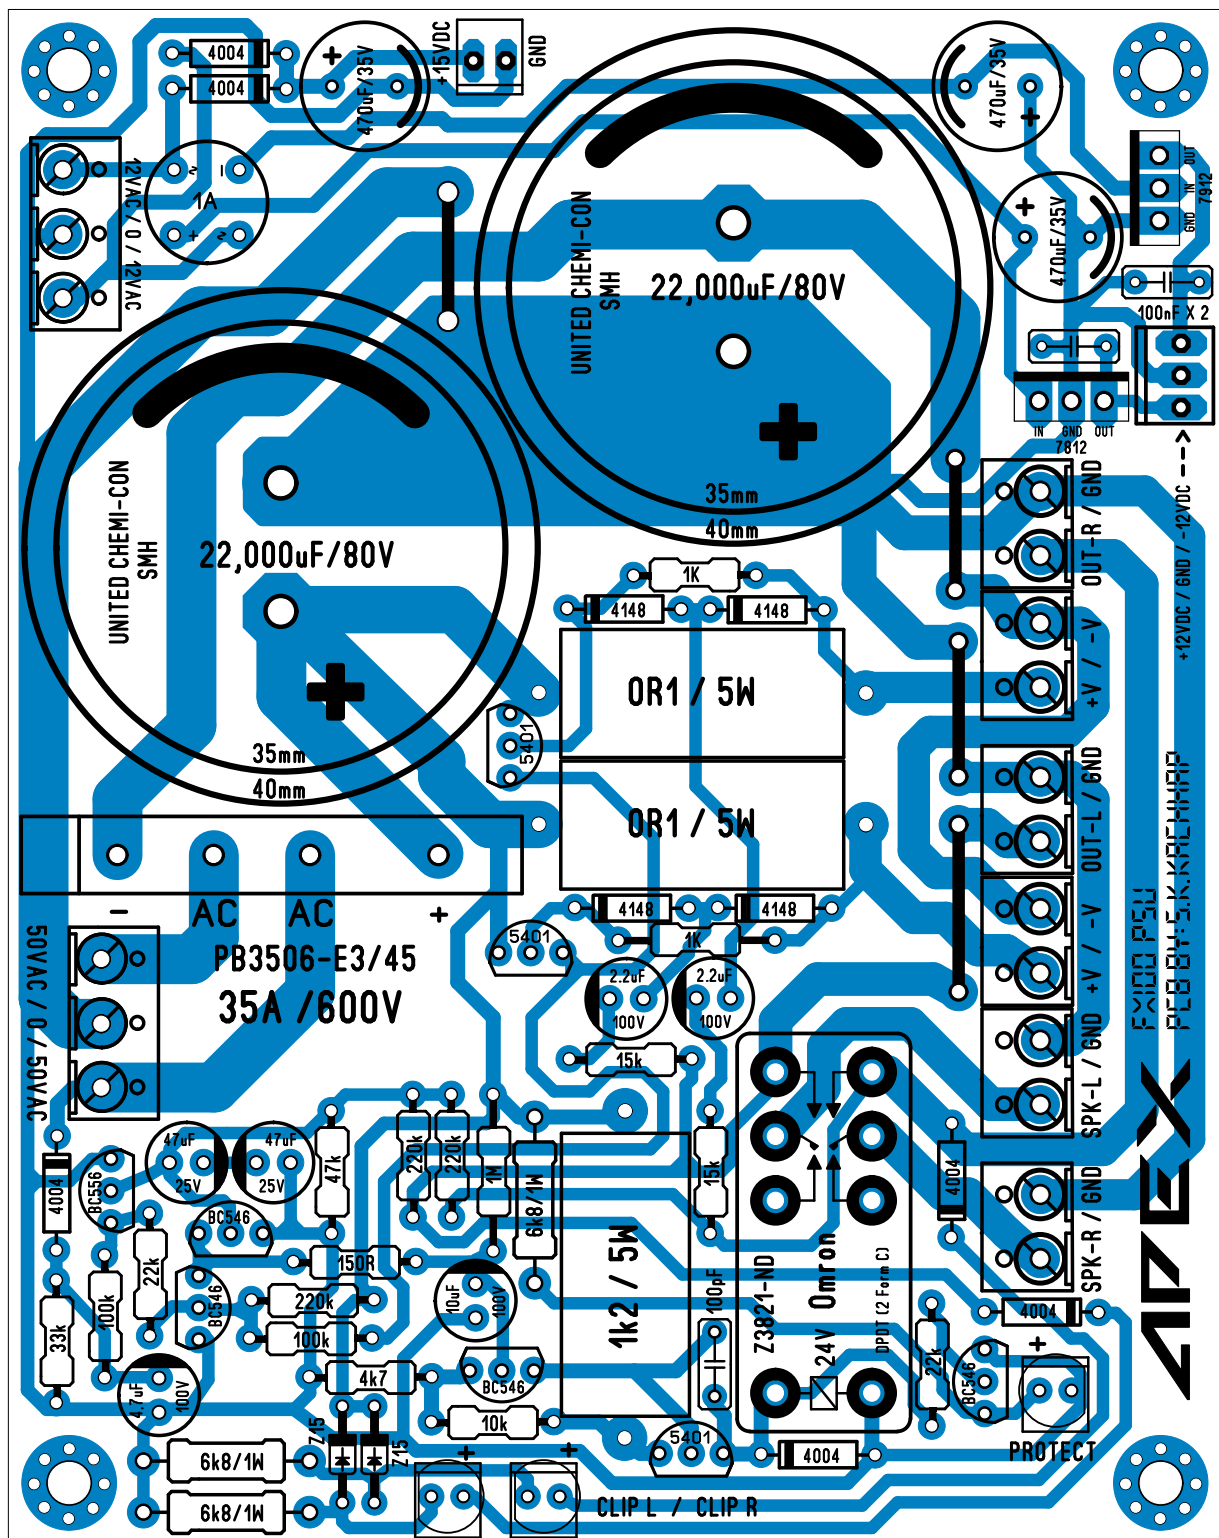 4004
4004
+
470uF/35V
+15VDC
GND
470uF/35V
+
12VAC / 0 / 12VAC
~
–
1A
+
~
UNITED CHEMI-CON
SMH
22,000uF/80V
+
35mm
40mm
OUT
IN
GND
7912
+
470uF/35V
100nF X 2
IN
GND
OUT
7812
+12VDC / GND / -12VDC -->
UNITED CHEMI-CON
SMH
22,000uF/80V
+
35mm
40mm
OUT-R / GND
1K
4148
4148
+V / -V
0R1 / 5W
5401
0R1 / 5W
OUT-L / GND
-
AC
AC
+
PB3506-E3/45
35A /600V
50VAC / 0 / 50VAC
4148
4148
5401
1K
2.2uF
100V
2.2uF
100V
+V / -V
15k
SPK-L / GND
PX100 PSU
PCB BY: S.K.KACHHAP
APEX
47uF
25V
47uF
25V
4004
BC556
BC546
47k
220k
220k
1M
6k8/1W
15k
4004
SPK-R / GND
22k
100k
33k
BC546
150R
220k
100k
10uF
100V
1k2 / 5W
100pF
Z3821-ND
24V
Omron
DPDT (2 Form C)
4004
22k
BC546
+
PROTECT
4.7uF
100V
4k7
BC546
10k
5401
4004
6k8/1W
6k8/1W
Z15
Z15
+
+
CLIP L / CLIP R